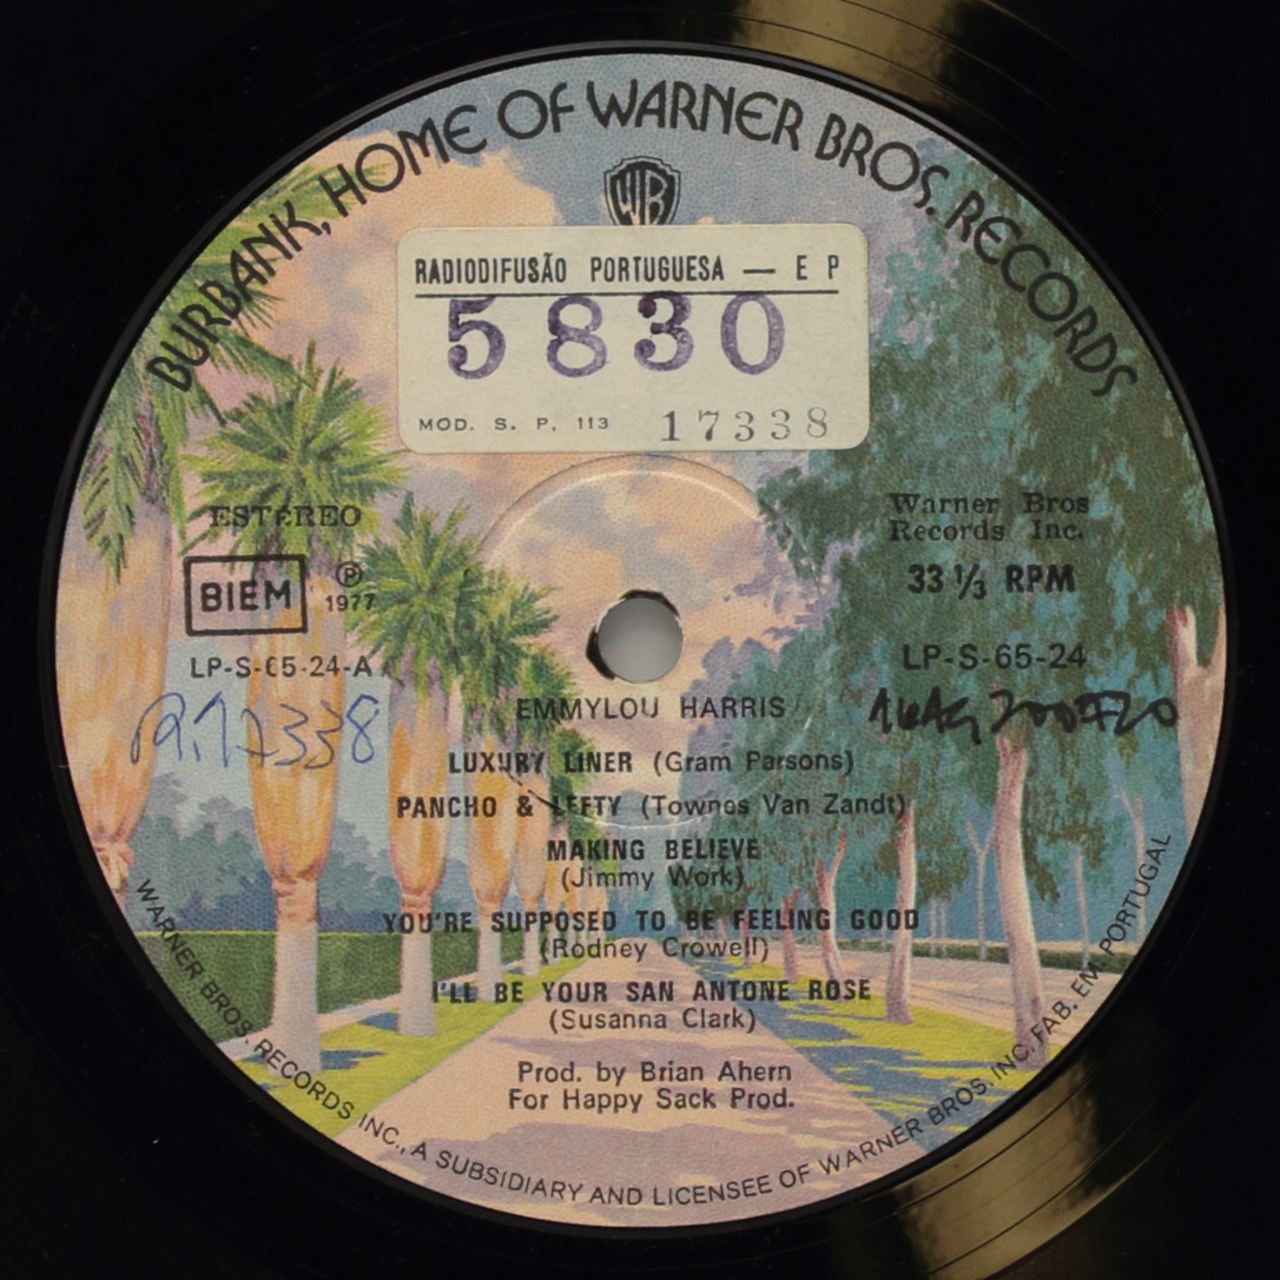 BURBANK, HOME OF WARNER BROS. RECORDS
WB
RADIODIFUSÃO PORTUGUESA — E P
5830
MOD. S. P. 113 17338
ESTÉREO
BIEM
℗
1977
LP-S-65-24-A
R.17338
Warner Bros
Records Inc.
33 1/3 RPM
LP-S-65-24
EMMYLOU HARRIS
LUXURY LINER (Gram Parsons)
PANCHO & LEFTY (Townes Van Zandt)
MAKING BELIEVE
(Jimmy Work)
YOU'RE SUPPOSED TO BE FEELING GOOD
(Rodney Crowell)
I'LL BE YOUR SAN ANTONE ROSE
(Susanna Clark)
Prod. by Brian Ahern
For Happy Sack Prod.
WARNER BROS. RECORDS INC., A SUBSIDIARY AND LICENSEE OF WARNER BROS. INC. FAB. EM PORTUGAL